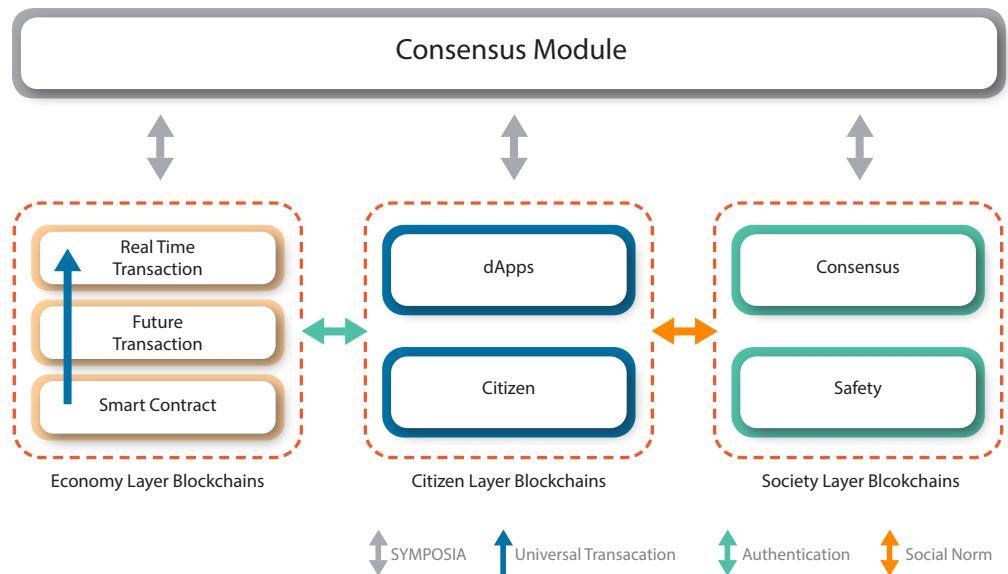 Consensus Module
Real Time
Transaction
Future
Transaction
Smart Contract
dApps
Citizen
Consensus
Safety
Economy Layer Blockchains
Citizen Layer Blockchains
Society Layer Blcokchains
SYMPOSIA
Universal Transacation
Authentication
Social Norm